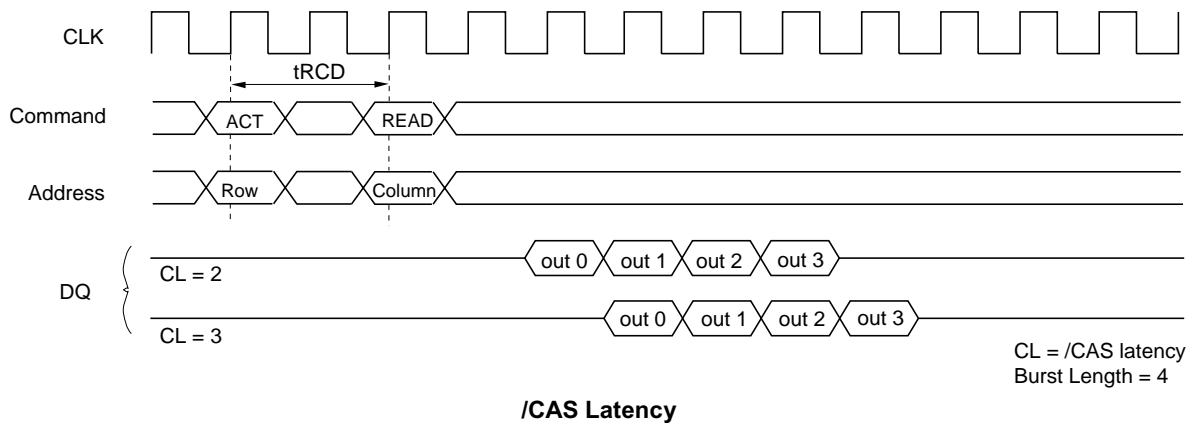 CLK
tRCD
Command ACT READ
Address Row Column
DQ
out 0 out 1 out 2 out 3
CL = 2
out 0 out 1 out 2 out 3
CL = 3
CL = /CAS latency
Burst Length = 4
/CAS Latency